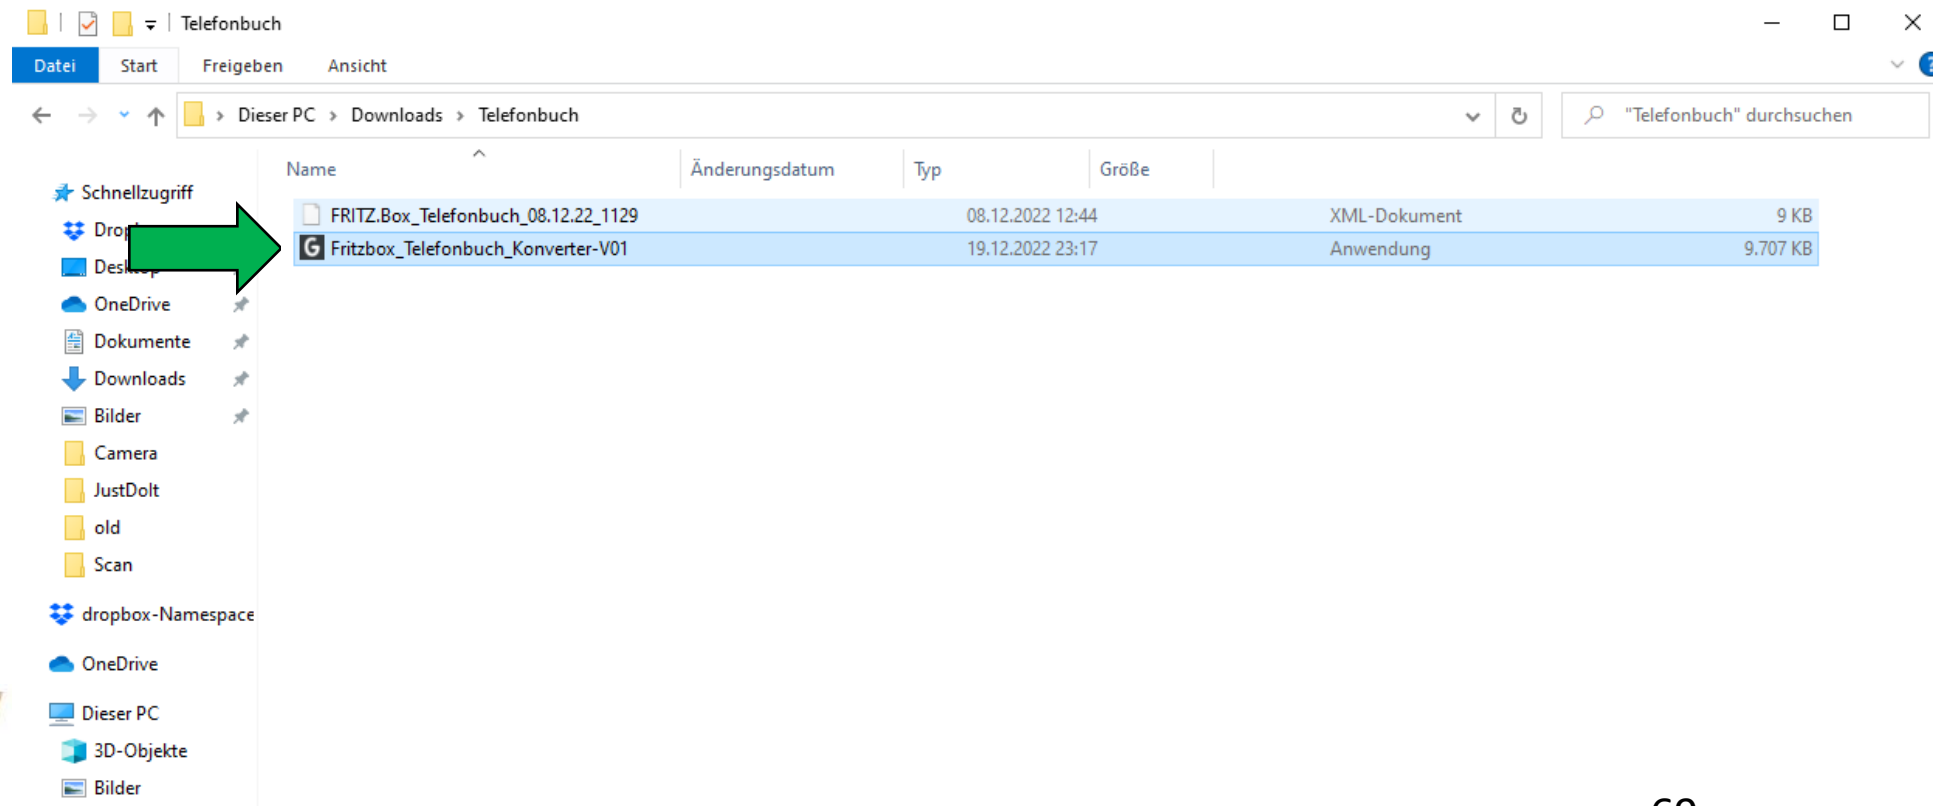 Telefonbuch
Datei Start Freigeben Ansicht
Dieser PC > Downloads > Telefonbuch "Telefonbuch" durchsuchen
Name Änderungsdatum Typ Größe
FRITZ.Box_Telefonbuch_08.12.22_1129 08.12.2022 12:44 XML-Dokument 9 KB
Fritzbox_Telefonbuch_Konverter-V01 19.12.2022 23:17 Anwendung 9.707 KB
Schnellzugriff
Desktop
OneDrive
Dokumente
Downloads
Bilder
Camera
JustDoIt
old
Scan
dropbox-Namespace
OneDrive
Dieser PC
3D-Objekte
Bilder